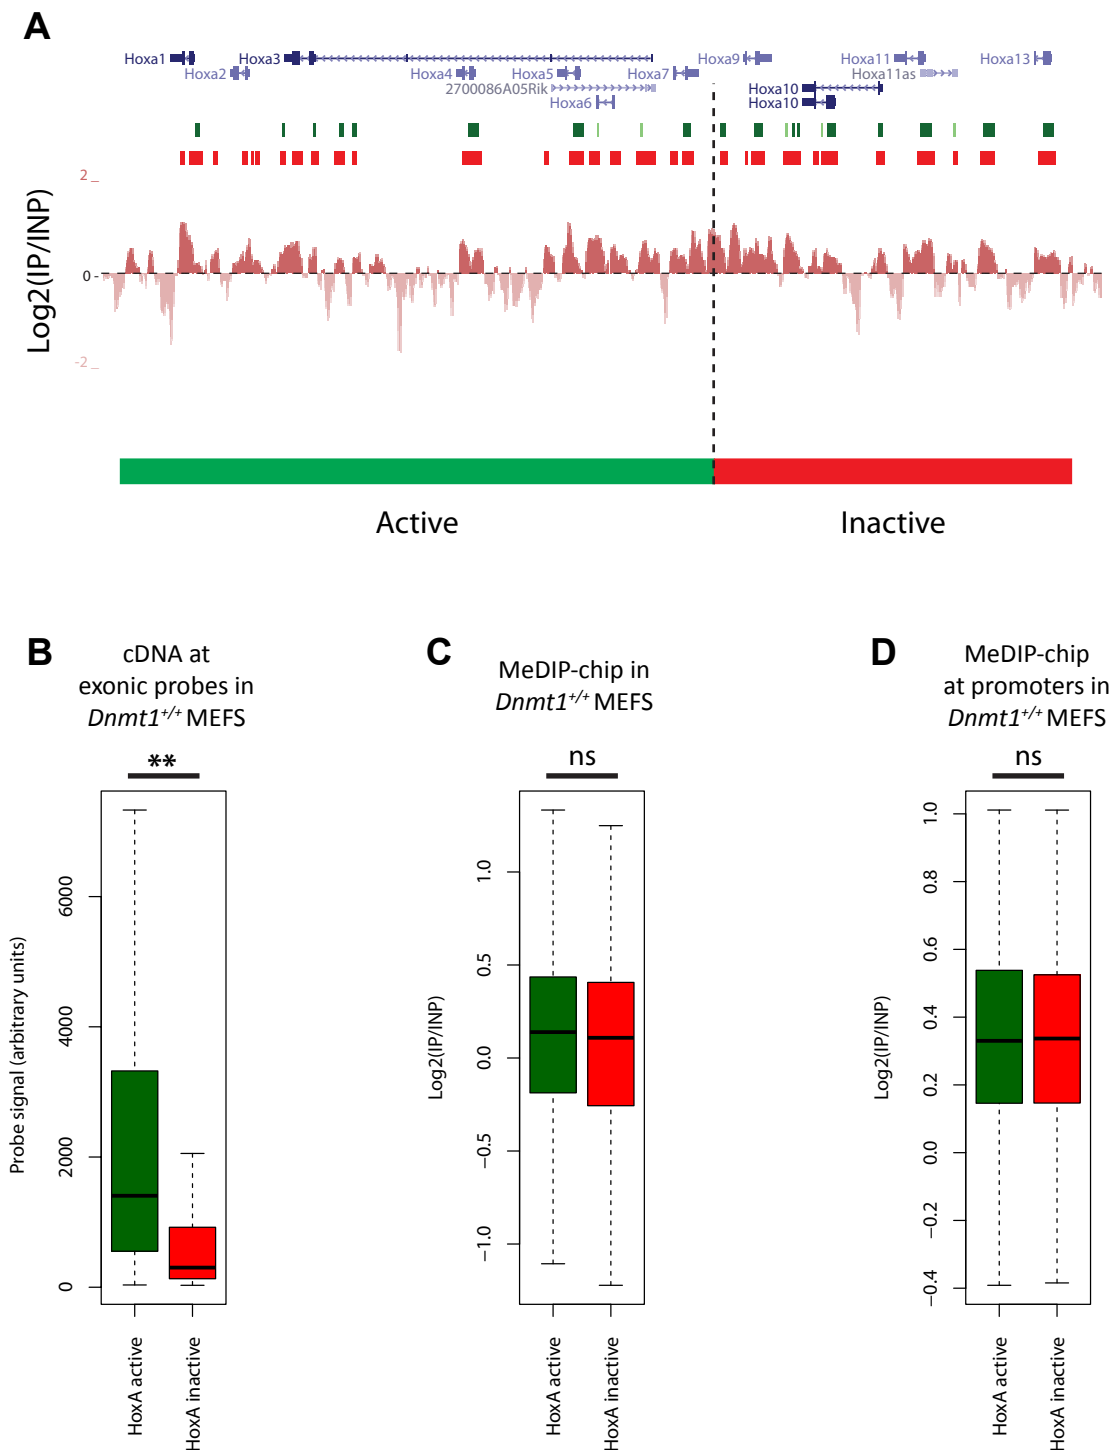 A
Hoxa1
Hoxa3
Hoxa9
Hoxa11
Hoxa13
Hoxa2
Hoxa4
Hoxa5
Hoxa7
Hoxa11as
2700086A05Rik
Hoxa10
Hoxa6
Hoxa10
2
Log2(IP/INP)
0
-2
Active
Inactive
B
cDNA at
exonic probes in
Dnmt1+/+ MEFS
**
Probe signal (arbitrary units)
6000
4000
2000
0
HoxA active
HoxA inactive
C
MeDIP-chip in
Dnmt1+/+ MEFS
ns
Log2(IP/INP)
1.0
0.5
0.0
−0.5
−1.0
HoxA active
HoxA inactive
D
MeDIP-chip
at promoters in
Dnmt1+/+ MEFS
ns
Log2(IP/INP)
1.0
0.8
0.6
0.4
0.2
0.0
−0.2
−0.4
HoxA active
HoxA inactive